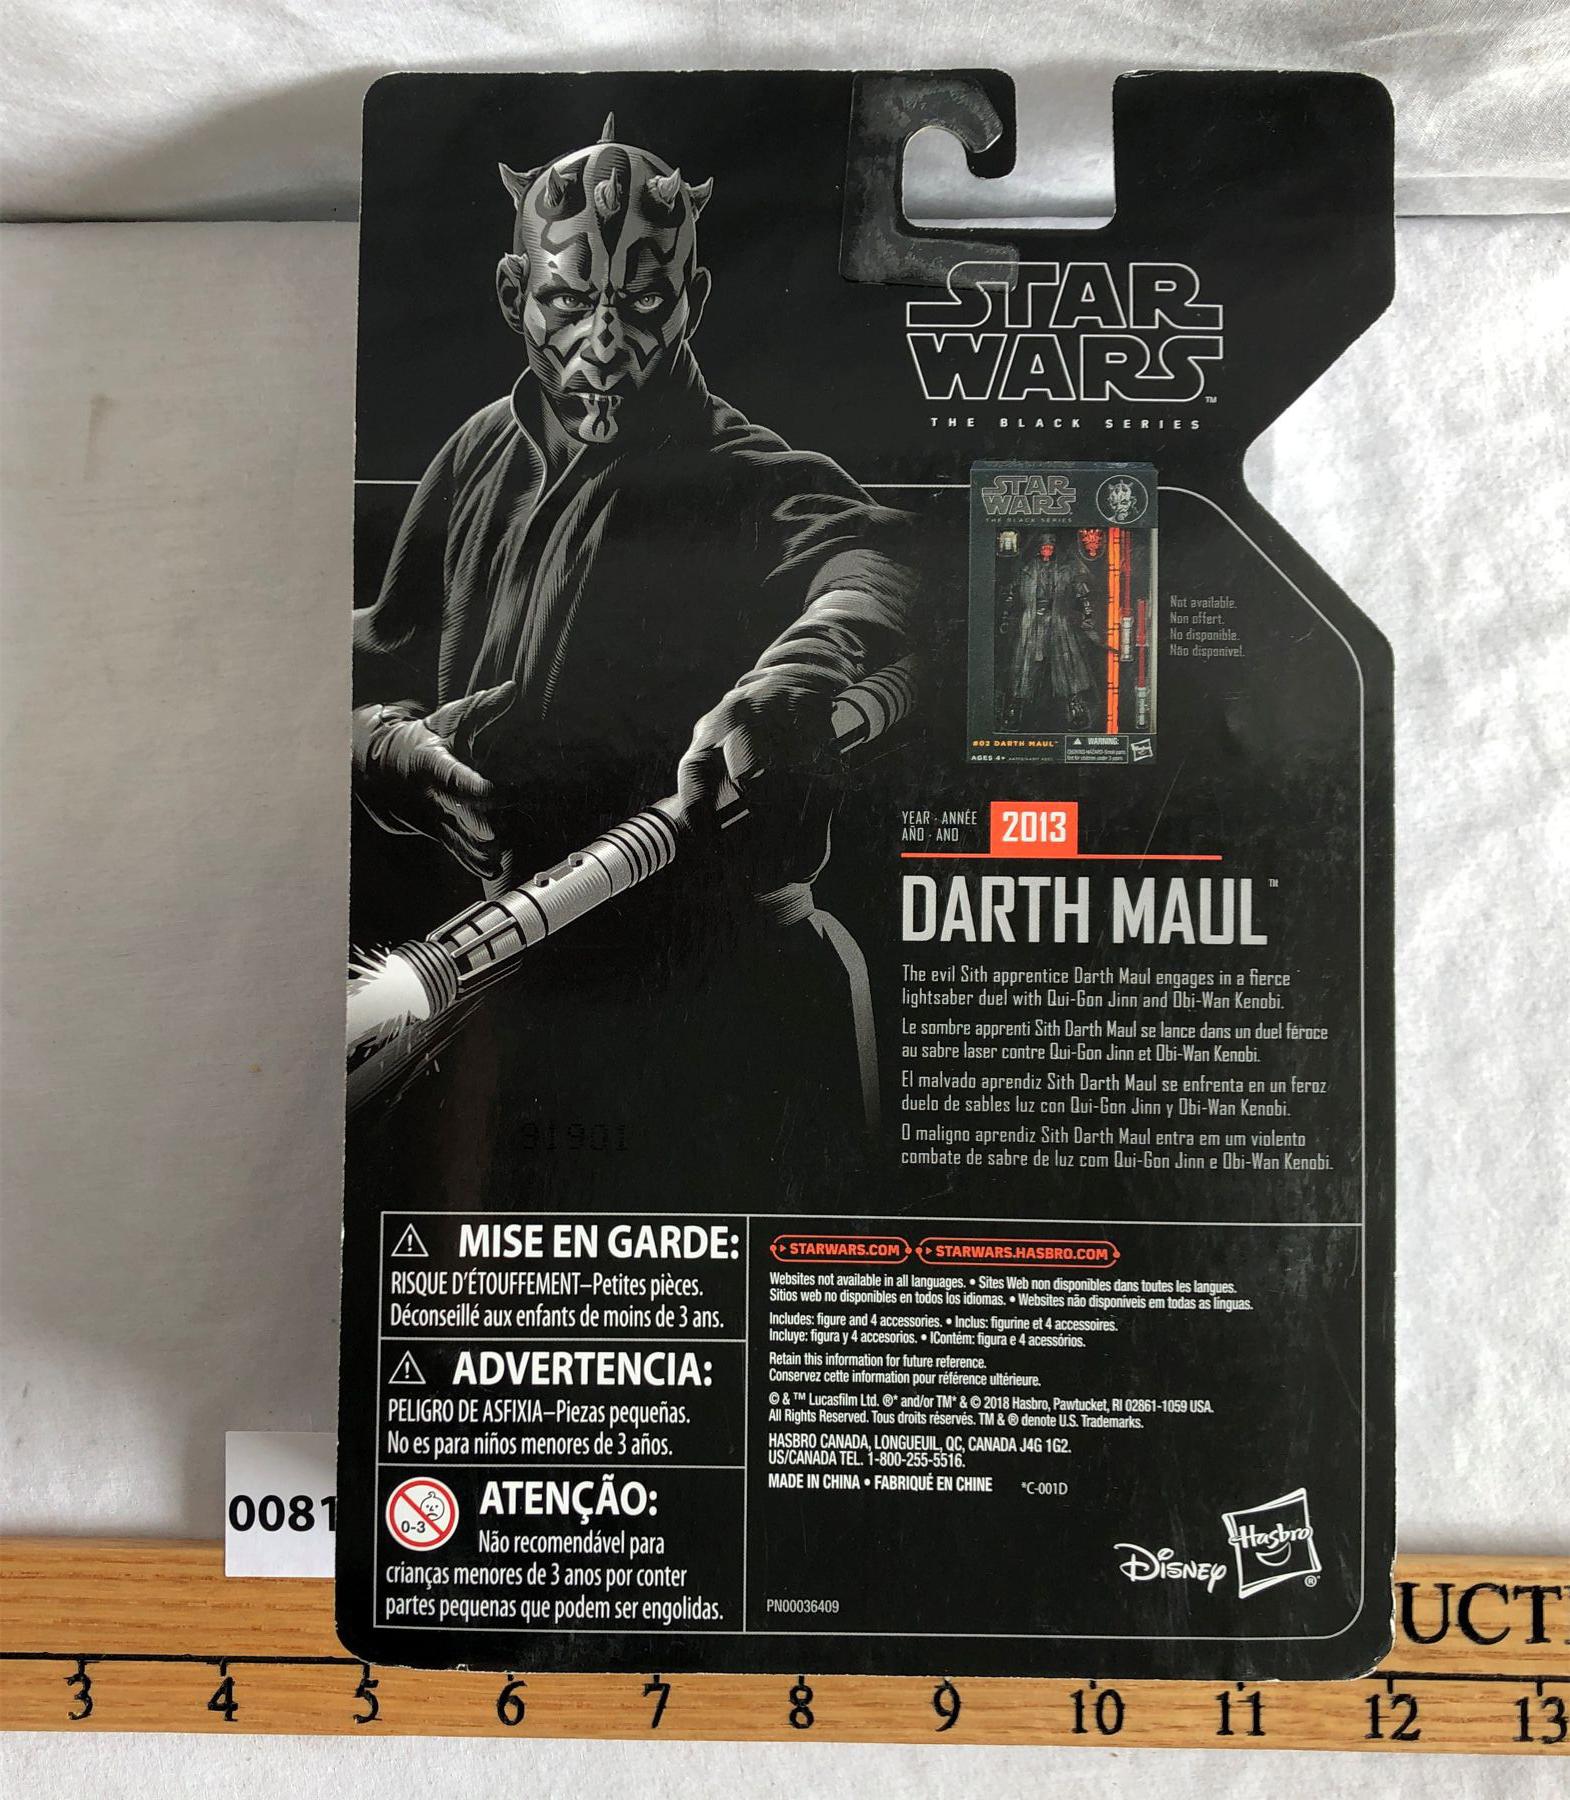 STAR
WARS™
THE BLACK SERIES
STAR
WARS
THE BLACK SERIES
Not available.
Non offert.
No disponible.
Não disponível.
#02 DARTH MAUL™
WARNING:
AGES 4+
Hasbro
YEAR · ANNÉE
AÑO · ANO
2013
DARTH MAUL™
The evil Sith apprentice Darth Maul engages in a fierce
lightsaber duel with Qui-Gon Jinn and Obi-Wan Kenobi.
Le sombre apprenti Sith Darth Maul se lance dans un duel féroce
au sabre laser contre Qui-Gon Jinn et Obi-Wan Kenobi.
El malvado aprendiz Sith Darth Maul se enfrenta en un feroz
duelo de sables luz con Qui-Gon Jinn y Obi-Wan Kenobi.
O maligno aprendiz Sith Darth Maul entra em um violento
combate de sabre de luz com Qui-Gon Jinn e Obi-Wan Kenobi.
91901
MISE EN GARDE:
RISQUE D'ÉTOUFFEMENT–Petites pièces.
Déconseillé aux enfants de moins de 3 ans.
ADVERTENCIA:
PELIGRO DE ASFIXIA–Piezas pequeñas.
No es para niños menores de 3 años.
0-3
ATENÇÃO:
Não recomendável para
crianças menores de 3 anos por conter
partes pequenas que podem ser engolidas.
STARWARS.COM STARWARS.HASBRO.COM
Websites not available in all languages. • Sites Web non disponibles dans toutes les langues.
Sitios web no disponibles en todos los idiomas. • Websites não disponíveis em todas as línguas.
Includes: figure and 4 accessories. • Inclus: figurine et 4 accessoires.
Incluye: figura y 4 accesorios. • IContém: figura e 4 acessórios.
Retain this information for future reference.
Conservez cette information pour référence ultérieure.
© & ™ Lucasfilm Ltd. ®* and/or TM* & © 2018 Hasbro, Pawtucket, RI 02861-1059 USA.
All Rights Reserved. Tous droits réservés. TM & ® denote U.S. Trademarks.
HASBRO CANADA, LONGUEUIL, QC, CANADA J4G 1G2.
US/CANADA TEL. 1-800-255-5516.
MADE IN CHINA • FABRIQUÉ EN CHINE *C-001D
PN00036409
Disney
Hasbro®
0081
UCT
3 4 5 6 7 8 9 10 11 12 13